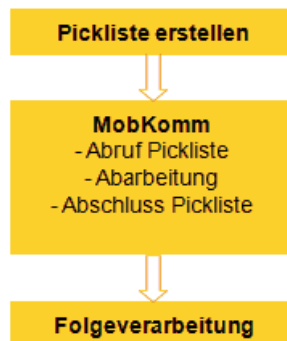 Pickliste erstellen
MobKomm
- Abruf Pickliste
- Abarbeitung
- Abschluss Pickliste
Folgeverarbeitung